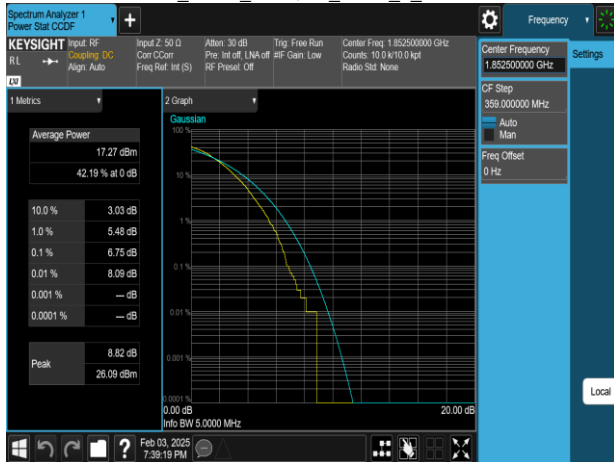 Spectrum Analyzer 1
Power Stat CCDF
Frequency
KEYSIGHT
RL
LXI
Input: RF
Coupling: DC
Align: Auto
Input Z: 50 Ω
Corr CCorr
Freq Ref: Int (S)
Atten: 30 dB
Pre: Int off, LNA off
RF Preset: Off
Trig: Free Run
#IF Gain: Low
Center Freq: 1.852500000 GHz
Counts: 10.0 k/10.0 kpt
Radio Std: None
1 Metrics
Average Power
17.27 dBm
42.19 % at 0 dB
10.0 % 3.03 dB
1.0 % 5.48 dB
0.1 % 6.75 dB
0.01 % 8.09 dB
0.001 % --- dB
0.0001 % --- dB
Peak
8.82 dB
26.09 dBm
2 Graph
Gaussian
100 %
10 %
1 %
0.1 %
0.01 %
0.001 %
0.0001 %
0.00 dB 20.00 dB
Info BW 5.0000 MHz
Center Frequency
1.852500000 GHz
CF Step
359.000000 MHz
Auto
Man
Freq Offset
0 Hz
Settings
Local
?
Feb 03, 2025
7:39:19 PM